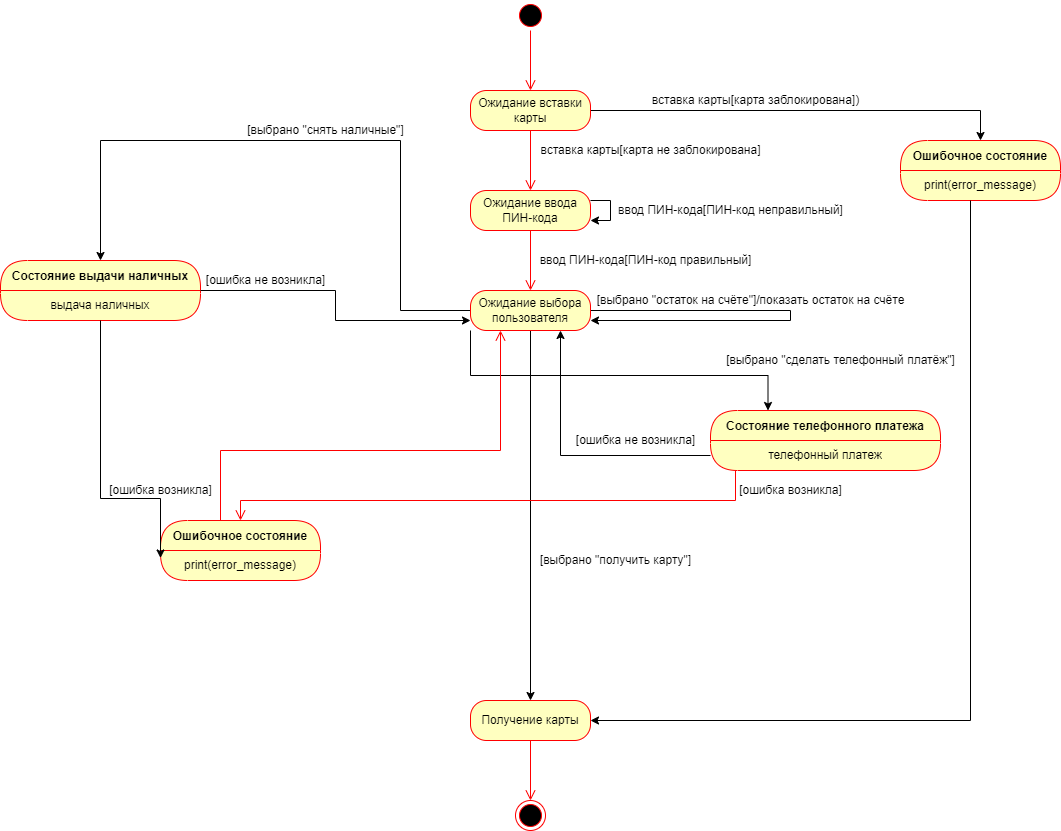 Ожидание вставки
карты
вставка карты[карта заблокирована])
[выбрано "снять наличные"]
вставка карты[карта не заблокирована]
Ошибочное состояние
print(error_message)
Ожидание ввода
ПИН-кода
ввод ПИН-кода[ПИН-код неправильный]
ввод ПИН-кода[ПИН-код правильный]
Состояние выдачи наличных
выдача наличных
[ошибка не возникла]
Ожидание выбора
пользователя
[выбрано "остаток на счёте"]/показать остаток на счёте
[выбрано "сделать телефонный платёж"]
Состояние телефонного платежа
телефонный платеж
[ошибка не возникла]
[ошибка возникла]
[ошибка возникла]
Ошибочное состояние
print(error_message)
[выбрано "получить карту"]
Получение карты